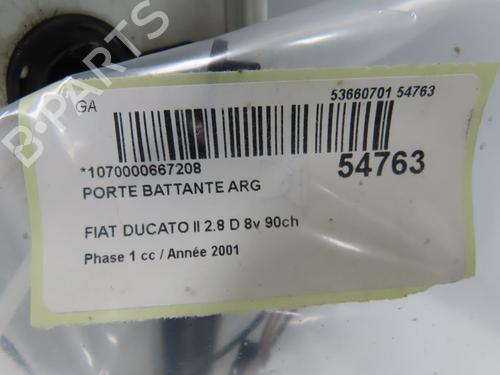 B-PARTS
GA
53660701 54763
*1070000667208
54763
PORTE BATTANTE ARG
FIAT DUCATO II 2.8 D 8v 90ch
Phase 1 cc / Année 2001